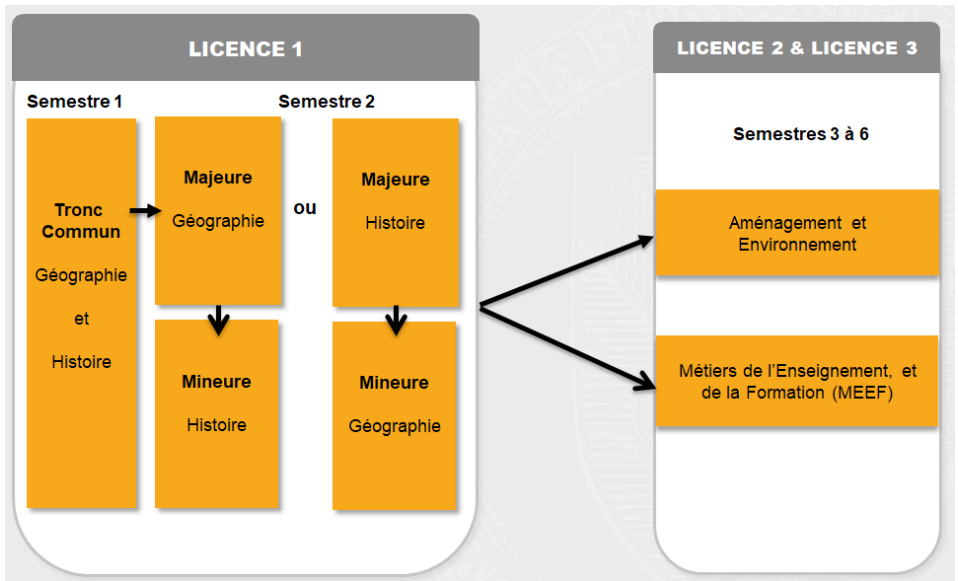 LICENCE 1
Semestre 1
Semestre 2
Tronc
Commun
Géographie
et
Histoire
Majeure
Géographie
ou
Majeure
Histoire
Mineure
Histoire
Mineure
Géographie
LICENCE 2 & LICENCE 3
Semestres 3 à 6
Aménagement et
Environnement
Métiers de l’Enseignement, et
de la Formation (MEEF)